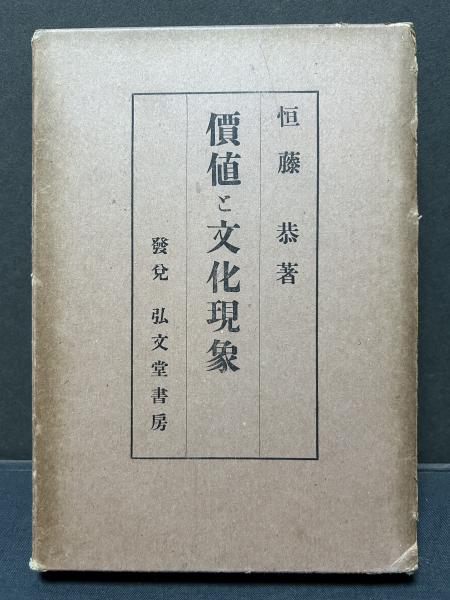 恒藤恭著
價値と文化現象
發兌 弘文堂書房